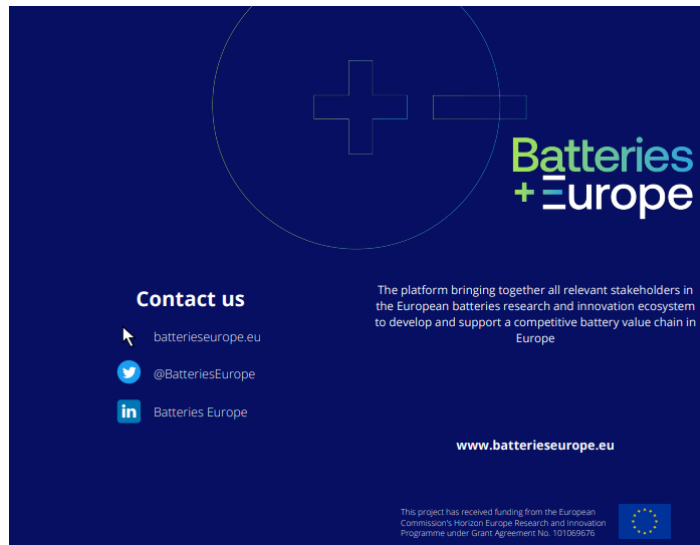 Batteries
+ Europe
Contact us
batterieseurope.eu
@BatteriesEurope
in
Batteries Europe
The platform bringing together all relevant stakeholders in
the European batteries research and innovation ecosystem
to develop and support a competitive battery value chain in
Europe
www.batterieseurope.eu
This project has received funding from the European
Commission's Horizon Europe Research and Innovation
Programme under Grant Agreement No. 101069676